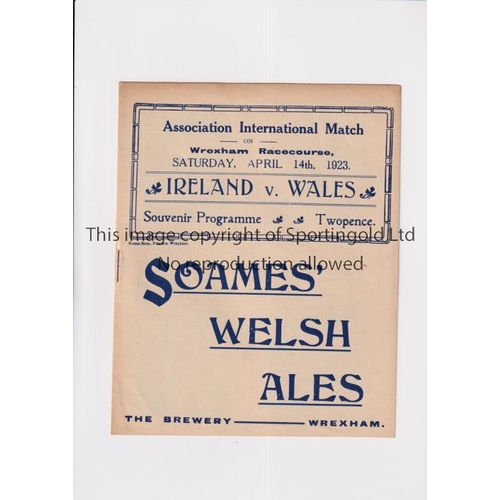 Association International Match
ON
Wrexham Racecourse,
SATURDAY, APRIL 14th, 1923.
IRELAND v. WALES
Souvenir Programme Twopence.
This image copyright of Sportingold Ltd
No reproduction allowed
SOAMES'
WELSH
ALES
THE BREWERY WREXHAM.